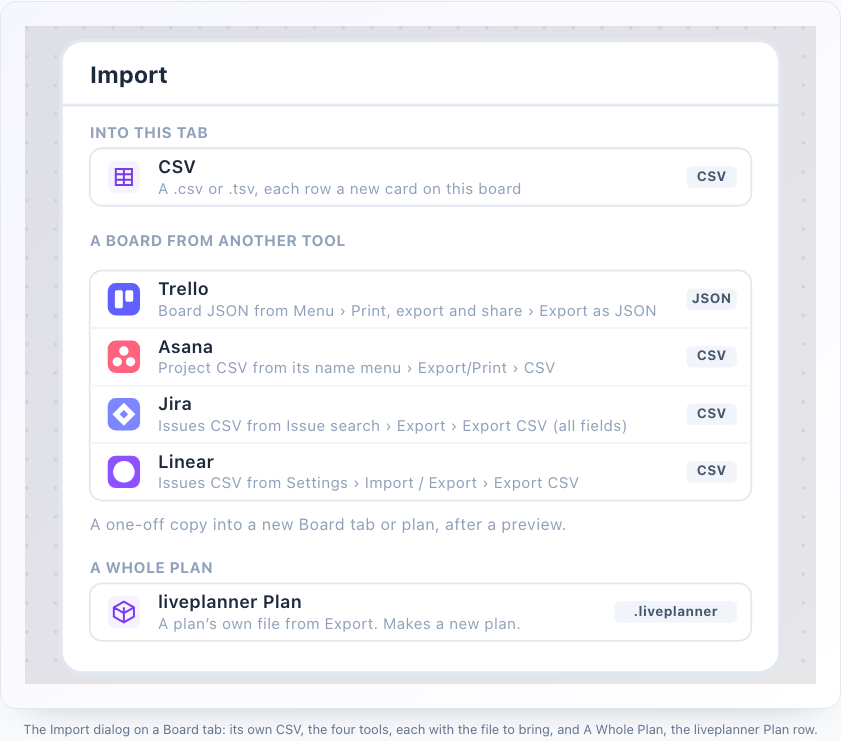 Import
INTO THIS TAB
CSV
A .csv or .tsv, each row a new card on this board
CSV
A BOARD FROM ANOTHER TOOL
Trello
Board JSON from Menu › Print, export and share › Export as JSON
JSON
Asana
Project CSV from its name menu › Export/Print › CSV
CSV
Jira
Issues CSV from Issue search › Export › Export CSV (all fields)
CSV
Linear
Issues CSV from Settings › Import / Export › Export CSV
CSV
A one-off copy into a new Board tab or plan, after a preview.
A WHOLE PLAN
liveplanner Plan
A plan’s own file from Export. Makes a new plan.
.liveplanner
The Import dialog on a Board tab: its own CSV, the four tools, each with the file to bring, and A Whole Plan, the liveplanner Plan row.